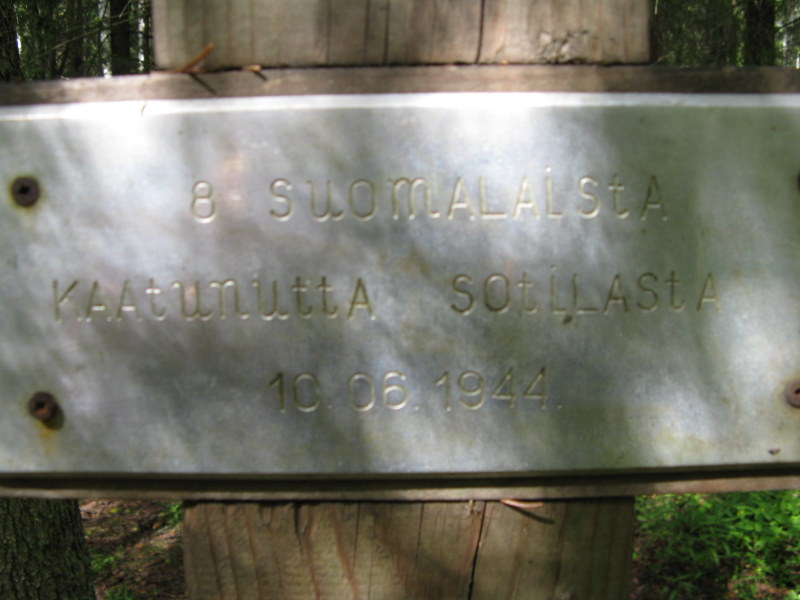 8 SUOMALAISTA
KAATUNUTTA SOTILASTA
10.06.1944.